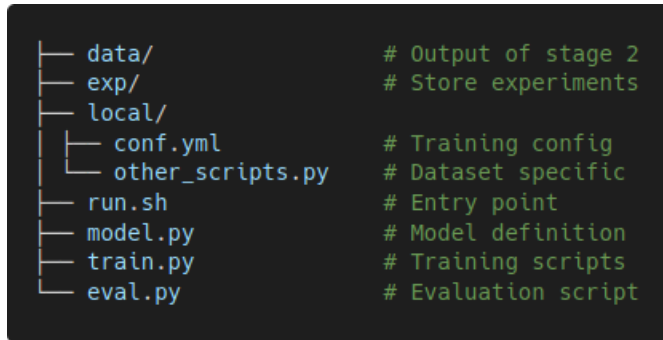 ├── data/                # Output of stage 2
├── exp/                 # Store experiments
├── local/
│ ├── conf.yml           # Training config
│ └── other_scripts.py   # Dataset specific
├── run.sh               # Entry point
├── model.py             # Model definition
├── train.py             # Training scripts
└── eval.py              # Evaluation script